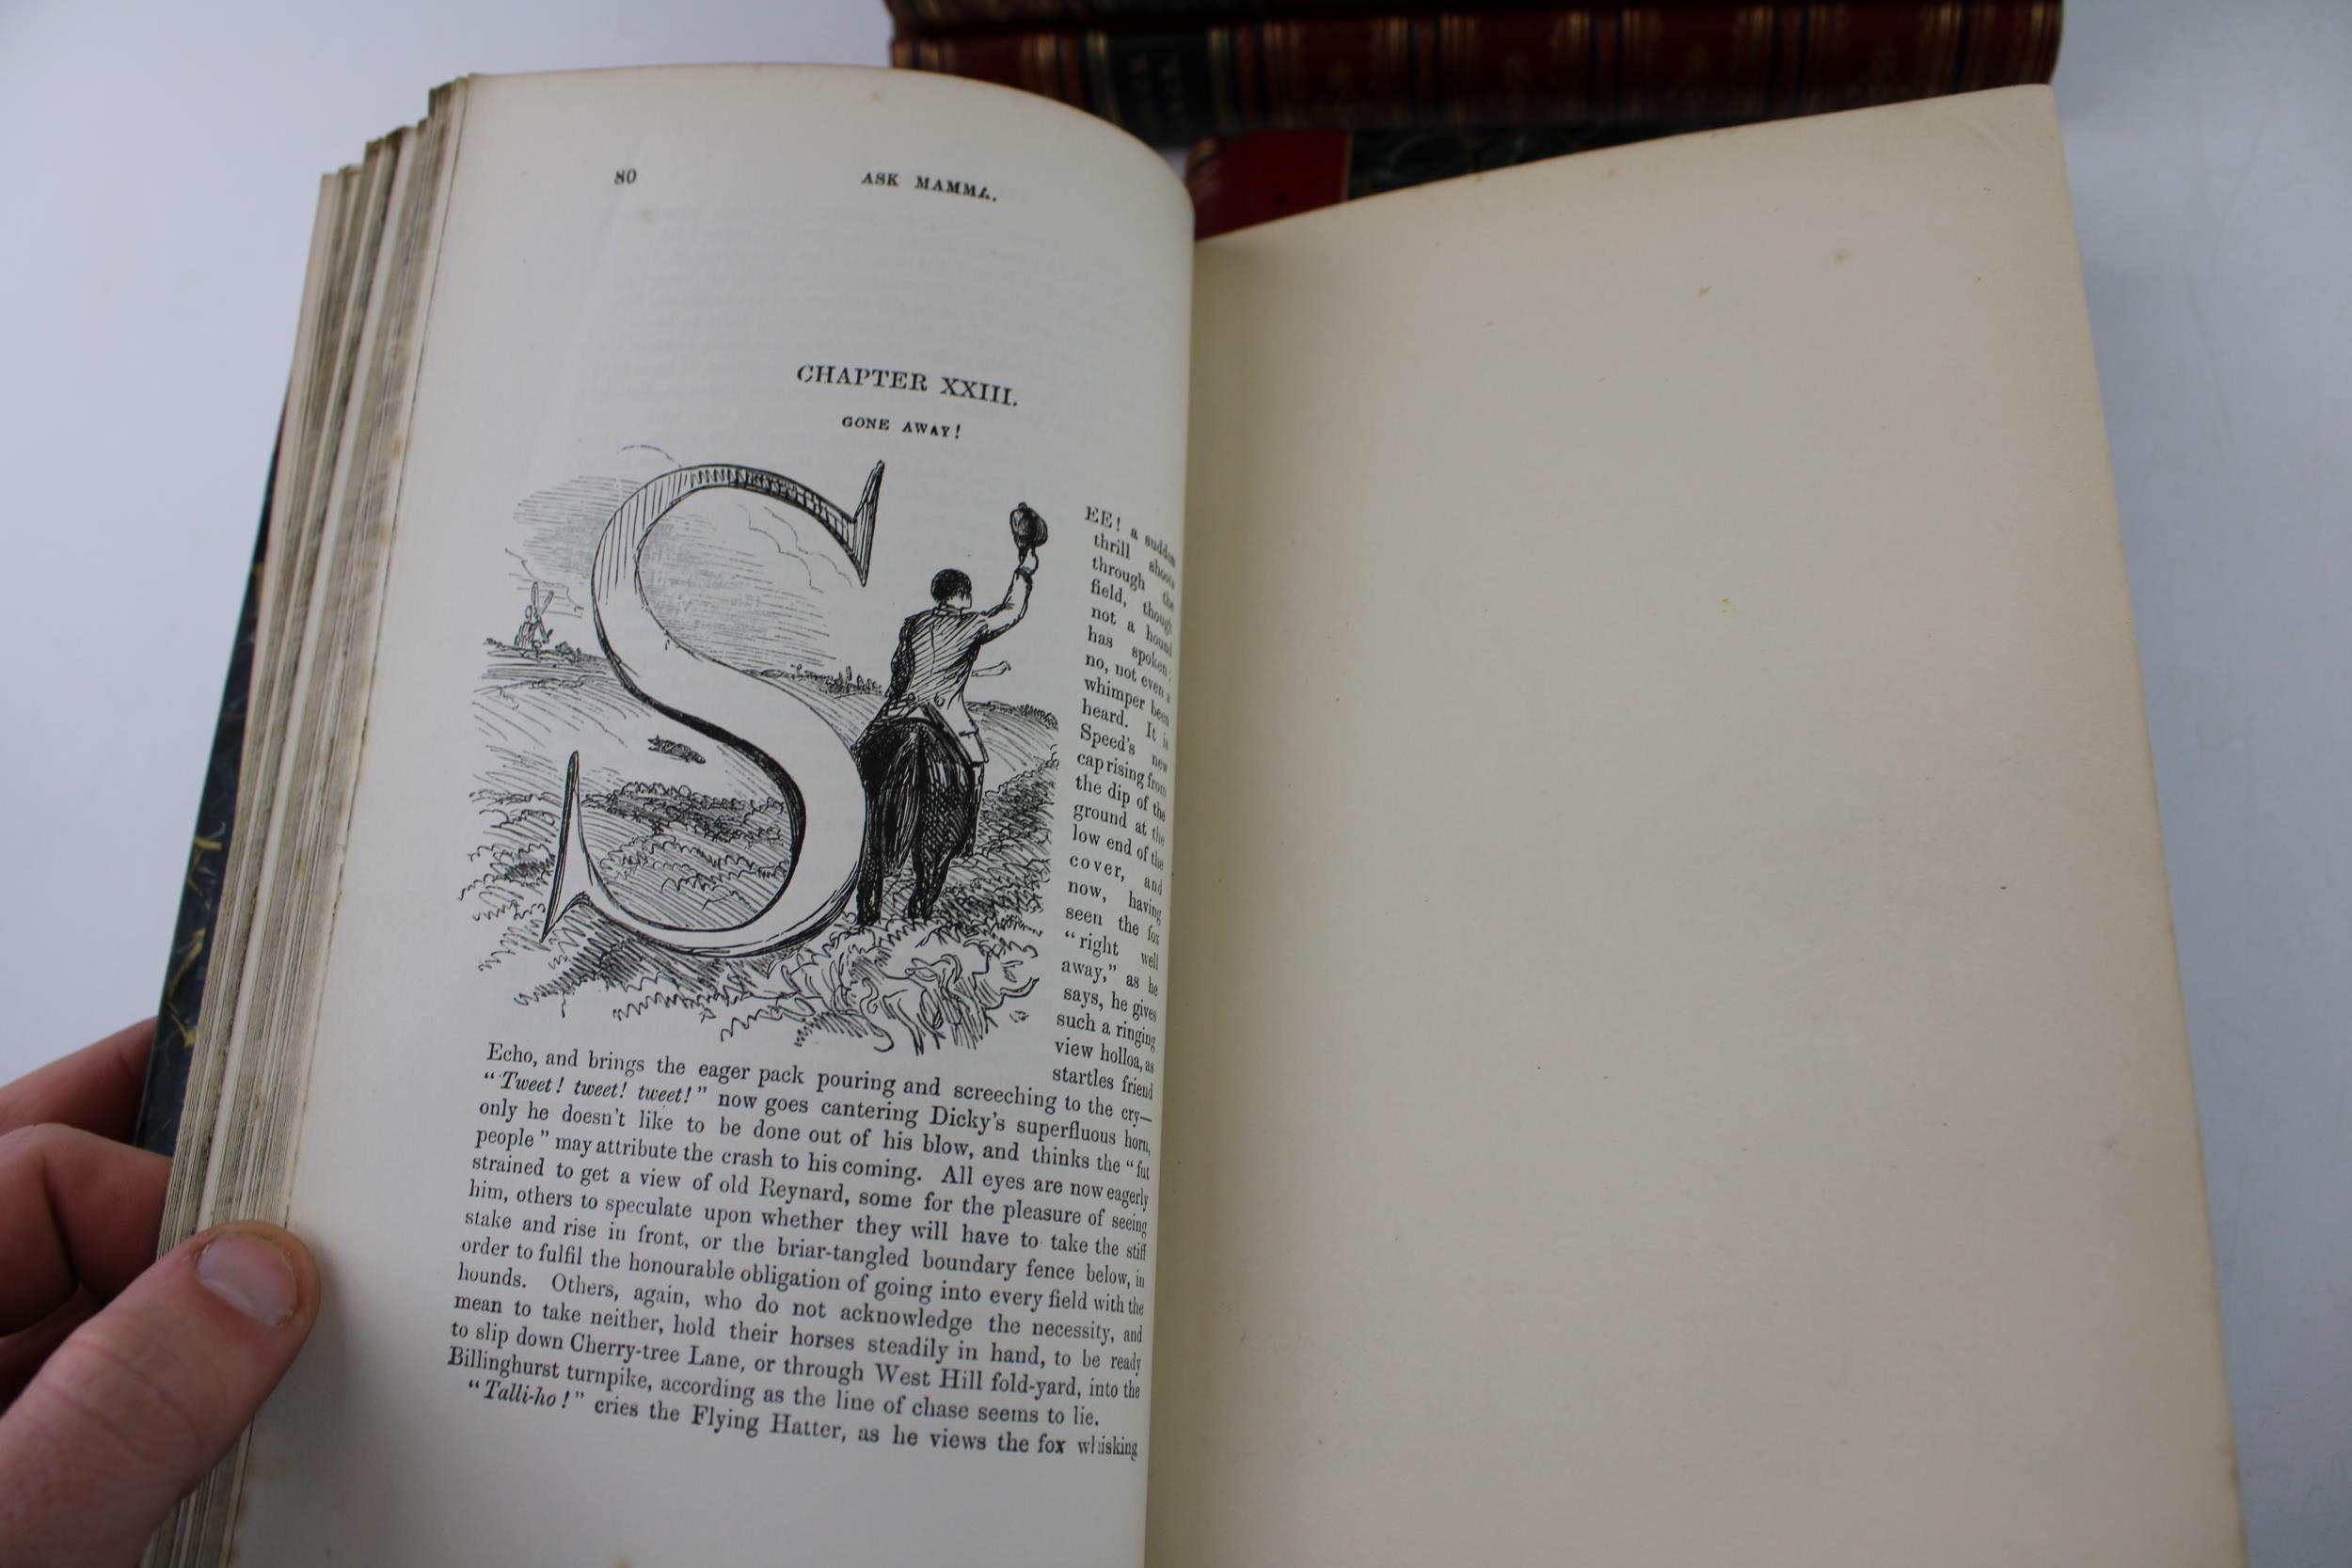 80
ASK MAMMA.
CHAPTER XXIII.
GONE AWAY!
S
EE! a sudden
thrill shoots
through the
field, though
not a hound
has spoken;
no, not even a
whimper been
heard. It is
Speed's new
cap rising from
the dip of the
ground at the
low end of the
cover, and
now, having
seen the fox
"right well
away," as he
says, he gives
such a ringing
view holloa, as
startles friend
Echo, and brings the eager pack pouring and screeching to the cry—
"Tweet! tweet! tweet!" now goes cantering Dicky's superfluous horn,
only he doesn't like to be done out of his blow, and thinks the "fut
people" may attribute the crash to his coming. All eyes are now eagerly
strained to get a view of old Reynard, some for the pleasure of seeing
him, others to speculate upon whether they will have to take the stiff
stake and rise in front, or the briar-tangled boundary fence below, in
order to fulfil the honourable obligation of going into every field with the
hounds. Others, again, who do not acknowledge the necessity, and
mean to take neither, hold their horses steadily in hand, to be ready
to slip down Cherry-tree Lane, or through West Hill fold-yard, into the
Billinghurst turnpike, according as the line of chase seems to lie.
"Talli-ho!" cries the Flying Hatter, as he views the fox whisking